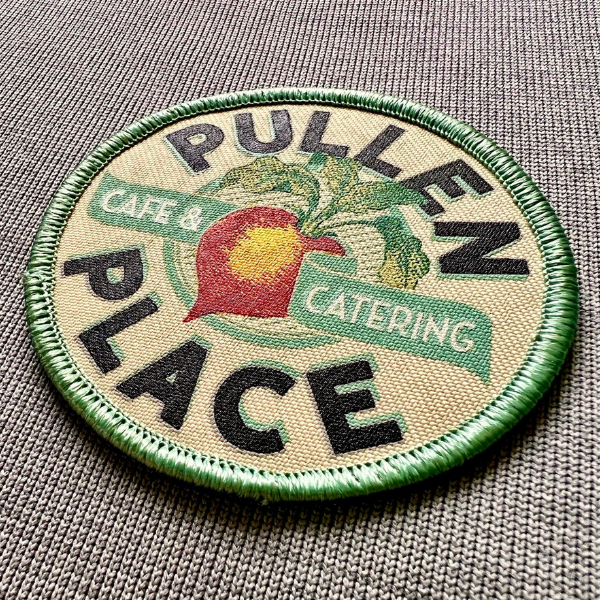 PULLEN
CAFE &
CATERING
PLACE